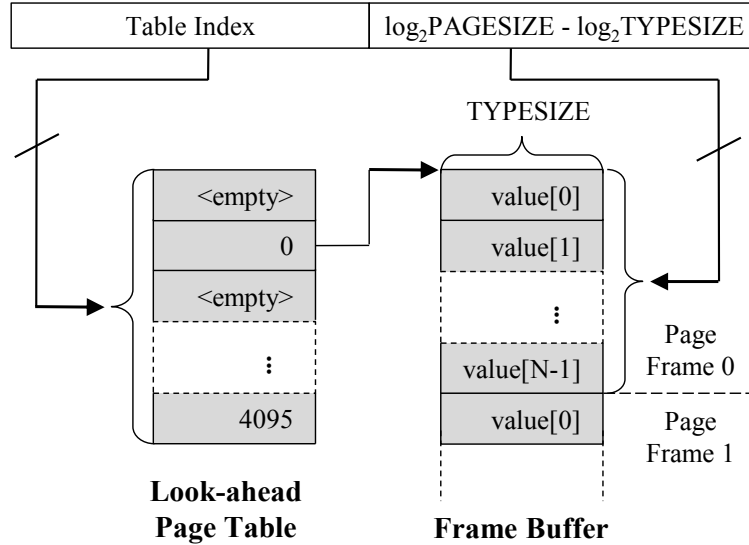 Table Index
log₂PAGESIZE - log₂TYPESIZE
TYPESIZE
<empty>
0
<empty>
...
4095
value[0]
value[1]
...
value[N-1]
value[0]
Page
Frame 0
Page
Frame 1
Look-ahead
Page Table
Frame Buffer